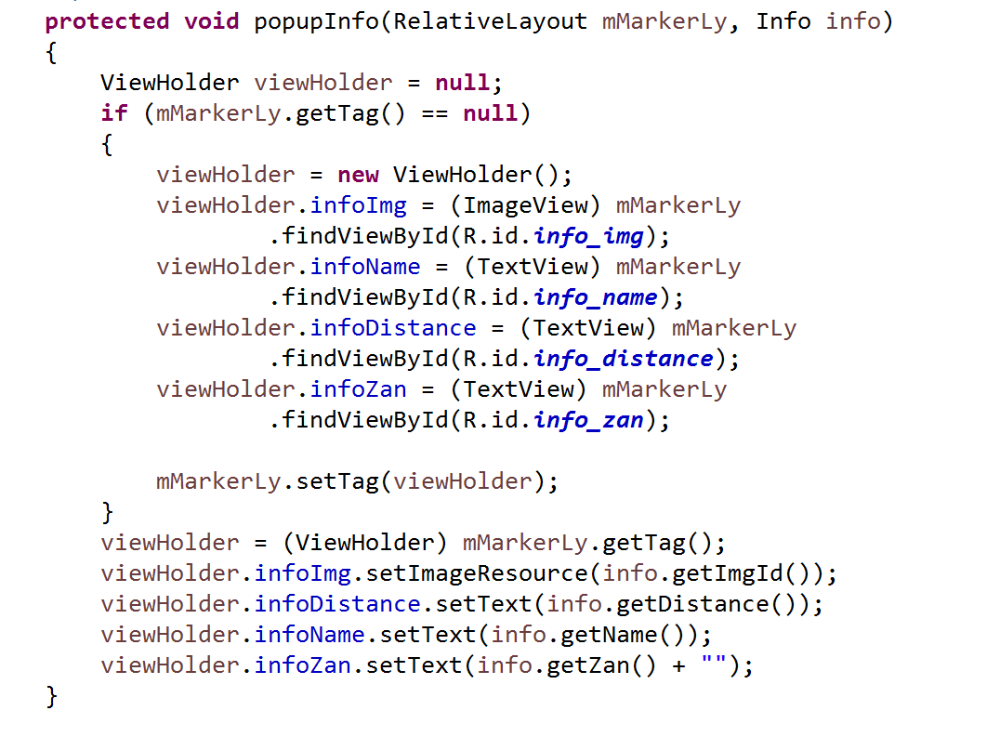 protected void popupInfo(RelativeLayout mMarkerLy, Info info)
{
    ViewHolder viewHolder = null;
    if (mMarkerLy.getTag() == null)
    {
        viewHolder = new ViewHolder();
        viewHolder.infoImg = (ImageView) mMarkerLy
                .findViewById(R.id.info_img);
        viewHolder.infoName = (TextView) mMarkerLy
                .findViewById(R.id.info_name);
        viewHolder.infoDistance = (TextView) mMarkerLy
                .findViewById(R.id.info_distance);
        viewHolder.infoZan = (TextView) mMarkerLy
                .findViewById(R.id.info_zan);

        mMarkerLy.setTag(viewHolder);
    }
    viewHolder = (ViewHolder) mMarkerLy.getTag();
    viewHolder.infoImg.setImageResource(info.getImgId());
    viewHolder.infoDistance.setText(info.getDistance());
    viewHolder.infoName.setText(info.getName());
    viewHolder.infoZan.setText(info.getZan() + "");
}